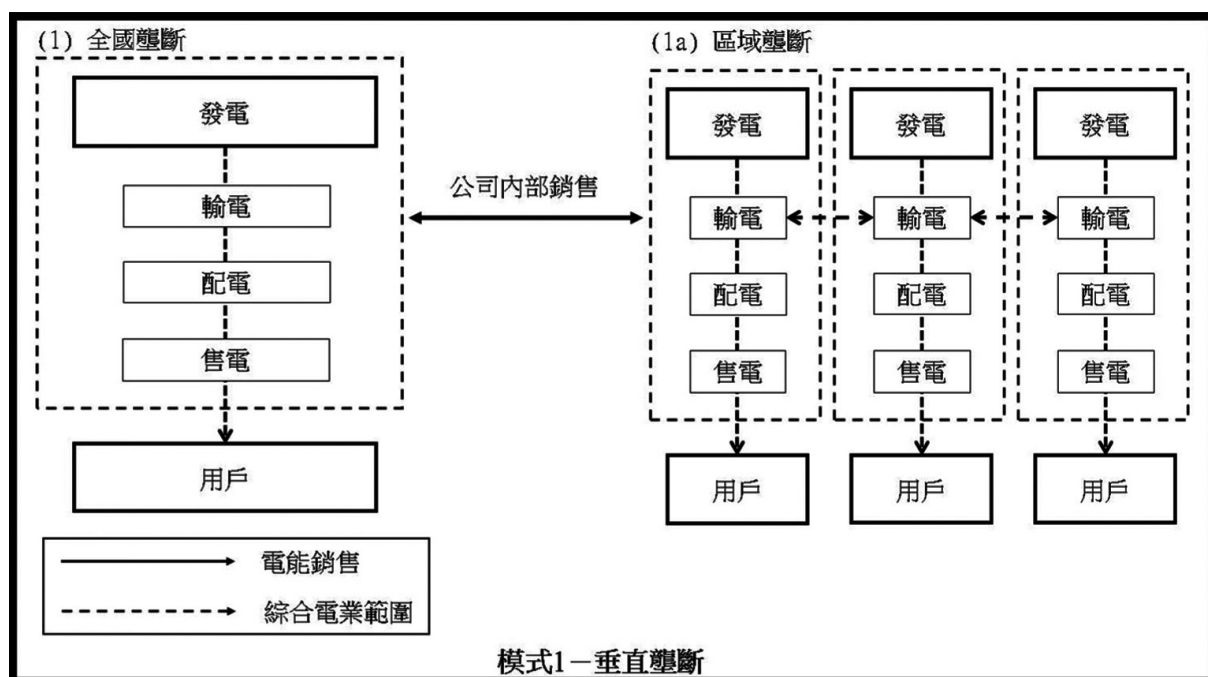 (1) 全國壟斷
發電
輸電
配電
售電
用戶
公司內部銷售
(1a) 區域壟斷
發電 發電 發電
輸電 輸電 輸電
配電 配電 配電
售電 售電 售電
用戶 用戶 用戶
電能銷售
綜合電業範圍
模式1－垂直壟斷